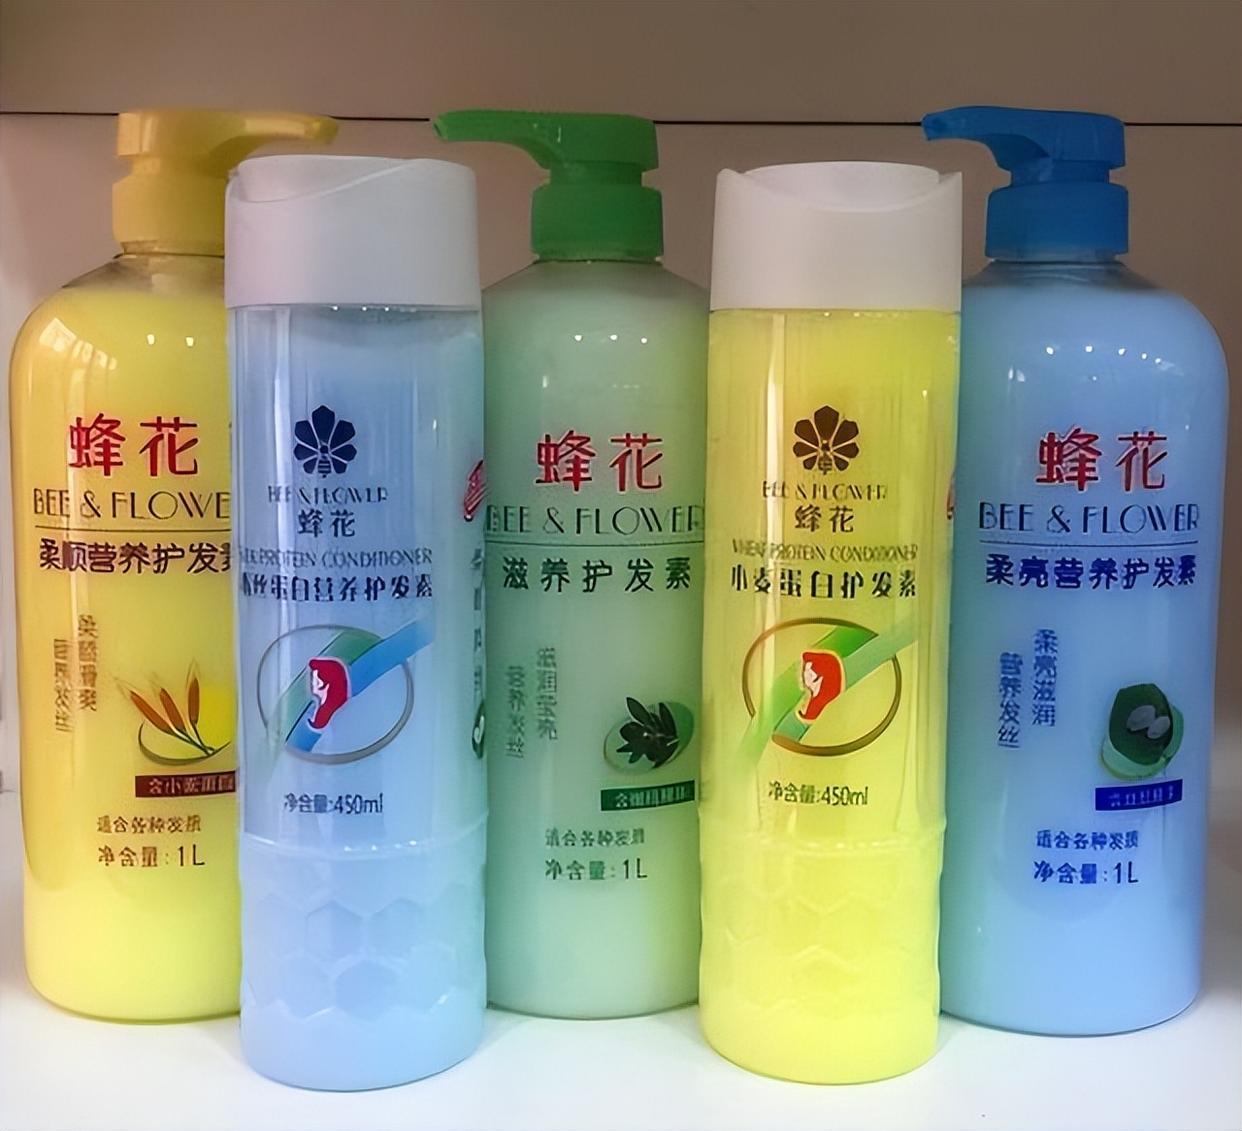 蜂花
BEE & FLOWE
柔顺营养护发素
适合各种发质
净含量:1L
BEE & FLOWER
蜂花
PROTEIN CONDITIONER
丝蛋白营养护发素
净含量:450ml
蜂花
BEE & FLOWER
滋养护发素
滋润莹亮
营养发丝
适合各种发质
净含量:1L
BEE & FLOWER
蜂花
WHEAT PROTEIN CONDITIONER
小麦蛋白护发素
净含量:450ml
蜂花
BEE & FLOWER
柔亮营养护发素
柔亮滋润
营养发丝
适合各种发质
净含量:1L